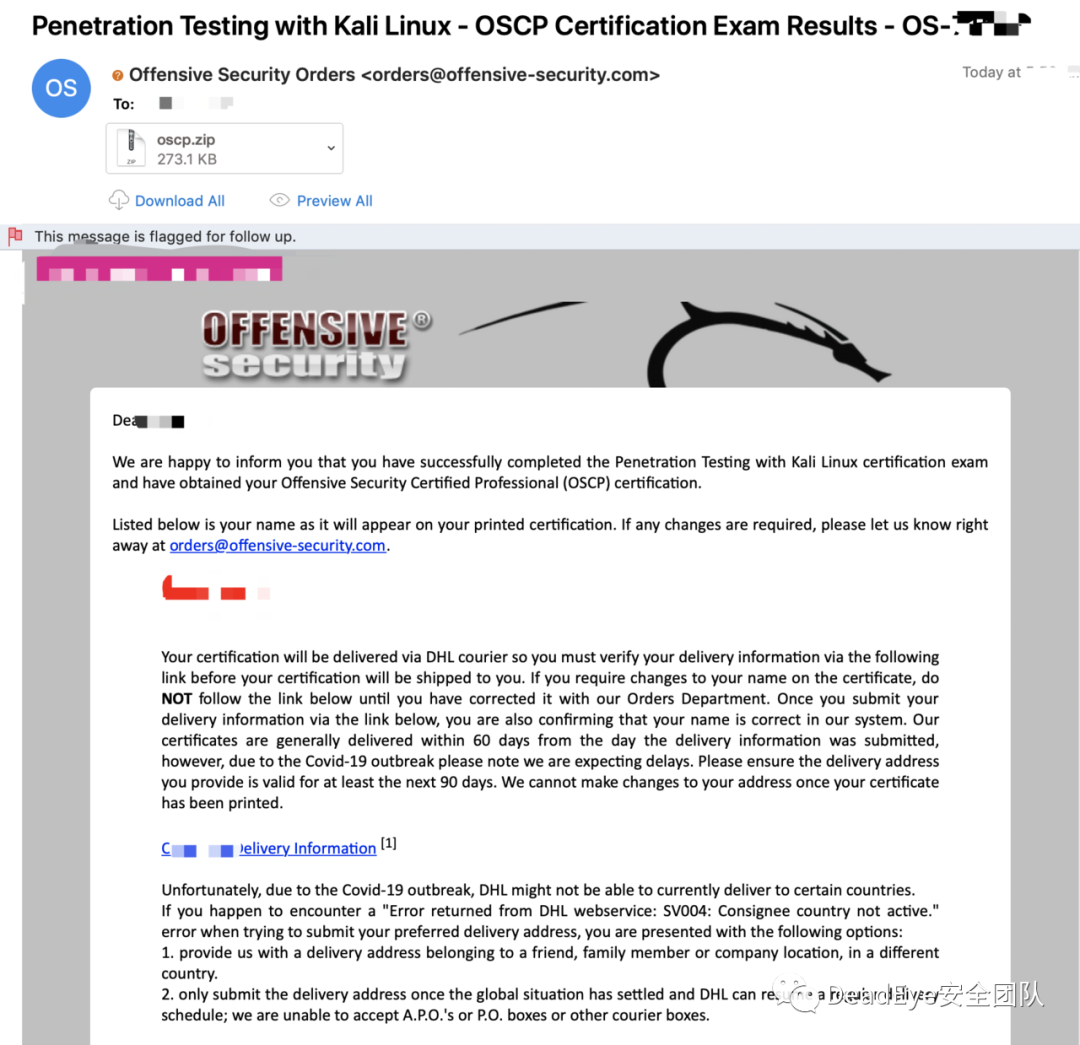 Penetration Testing with Kali Linux - OSCP Certification Exam Results - OS-
OS
Offensive Security Orders <orders@offensive-security.com>
Today at
To:
oscp.zip
273.1 KB
ZIP
Download All
Preview All
This message is flagged for follow up.
OFFENSIVE®
security
We are happy to inform you that you have successfully completed the Penetration Testing with Kali Linux certification exam
and have obtained your Offensive Security Certified Professional (OSCP) certification.
Listed below is your name as it will appear on your printed certification. If any changes are required, please let us know right
away at orders@offensive-security.com.
Your certification will be delivered via DHL courier so you must verify your delivery information via the following
link before your certification will be shipped to you. If you require changes to your name on the certificate, do
NOT follow the link below until you have corrected it with our Orders Department. Once you submit your
delivery information via the link below, you are also confirming that your name is correct in our system. Our
certificates are generally delivered within 60 days from the day the delivery information was submitted,
however, due to the Covid-19 outbreak please note we are expecting delays. Please ensure the delivery address
you provide is valid for at least the next 90 days. We cannot make changes to your address once your certificate
has been printed.
Information [1]
Unfortunately, due to the Covid-19 outbreak, DHL might not be able to currently deliver to certain countries.
If you happen to encounter a "Error returned from DHL webservice: SV004: Consignee country not active."
error when trying to submit your preferred delivery address, you are presented with the following options:
1. provide us with a delivery address belonging to a friend, family member or company location, in a different
country.
2. only submit the delivery address once the global situation has settled and DHL can
schedule; we are unable to accept A.P.O.'s or P.O. boxes or other courier boxes.
DeadEye安全团队